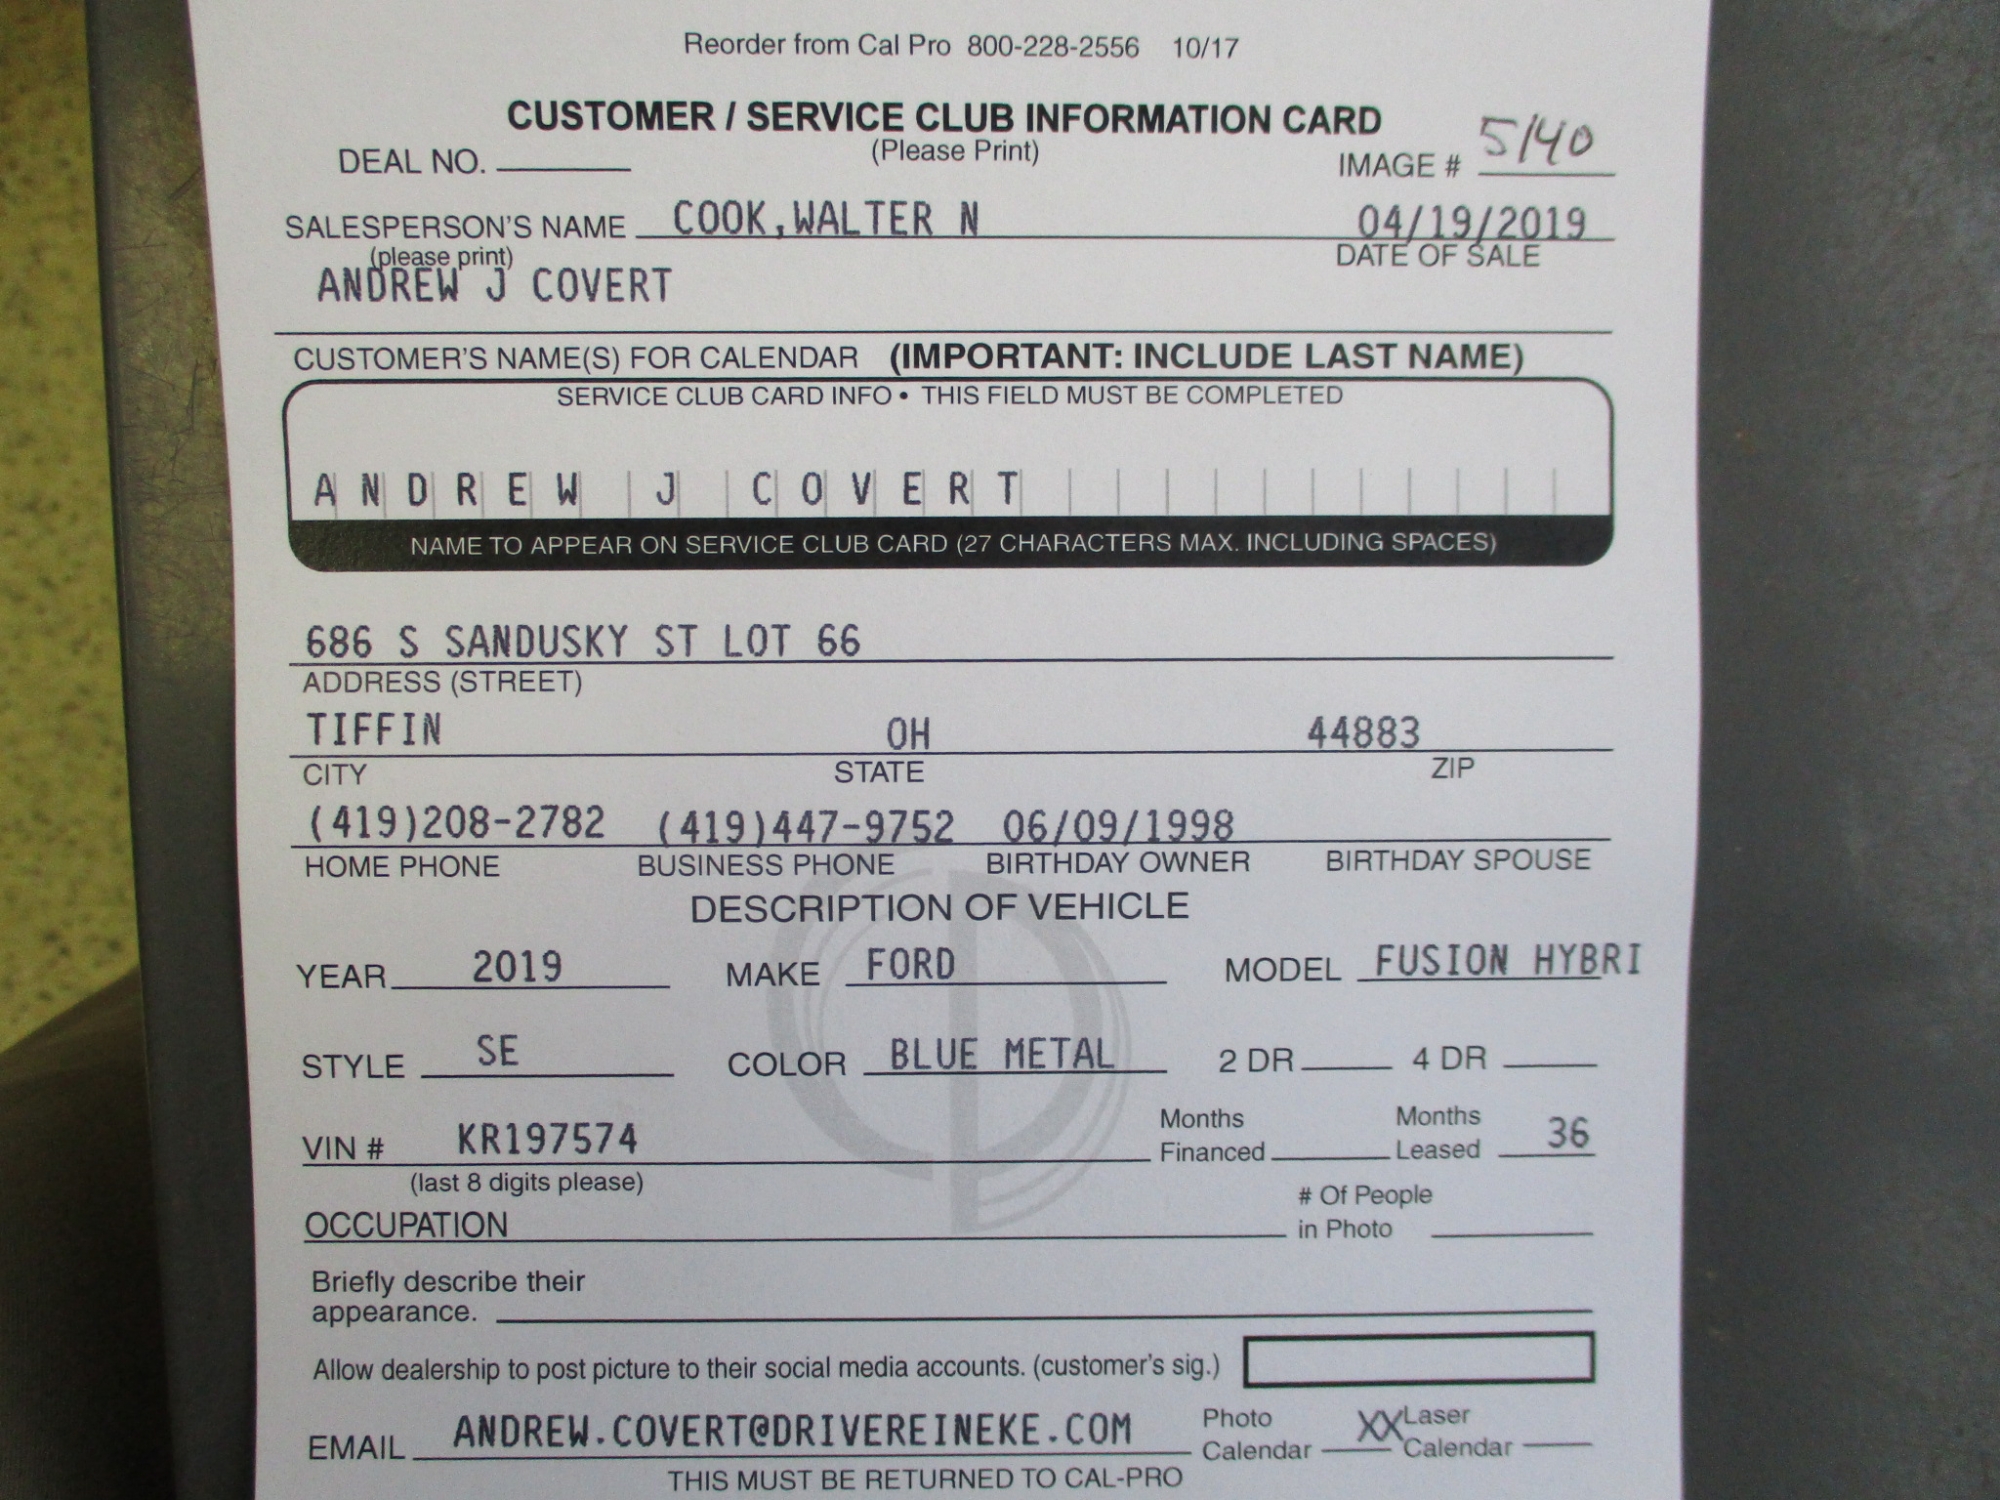 Reorder from Cal Pro 800-228-2556 10/17
CUSTOMER / SERVICE CLUB INFORMATION CARD
(Please Print)
DEAL NO. IMAGE # 5140
SALESPERSON'S NAME COOK,WALTER N 04/19/2019
(please print) DATE OF SALE
ANDREW J COVERT
CUSTOMER'S NAME(S) FOR CALENDAR (IMPORTANT: INCLUDE LAST NAME)
SERVICE CLUB CARD INFO • THIS FIELD MUST BE COMPLETED
ANDREW J COVERT
NAME TO APPEAR ON SERVICE CLUB CARD (27 CHARACTERS MAX. INCLUDING SPACES)
686 S SANDUSKY ST LOT 66
ADDRESS (STREET)
TIFFIN OH 44883
CITY STATE ZIP
(419)208-2782 (419)447-9752 06/09/1998
HOME PHONE BUSINESS PHONE BIRTHDAY OWNER BIRTHDAY SPOUSE
DESCRIPTION OF VEHICLE
YEAR 2019 MAKE FORD MODEL FUSION HYBRI
STYLE SE COLOR BLUE METAL 2 DR 4 DR
VIN # KR197574 Months Financed Months Leased 36
(last 8 digits please)
OCCUPATION # Of People in Photo
Briefly describe their
appearance.
Allow dealership to post picture to their social media accounts. (customer's sig.)
EMAIL ANDREW.COVERT@DRIVEREINEKE.COM Photo Calendar XX Laser Calendar
THIS MUST BE RETURNED TO CAL-PRO